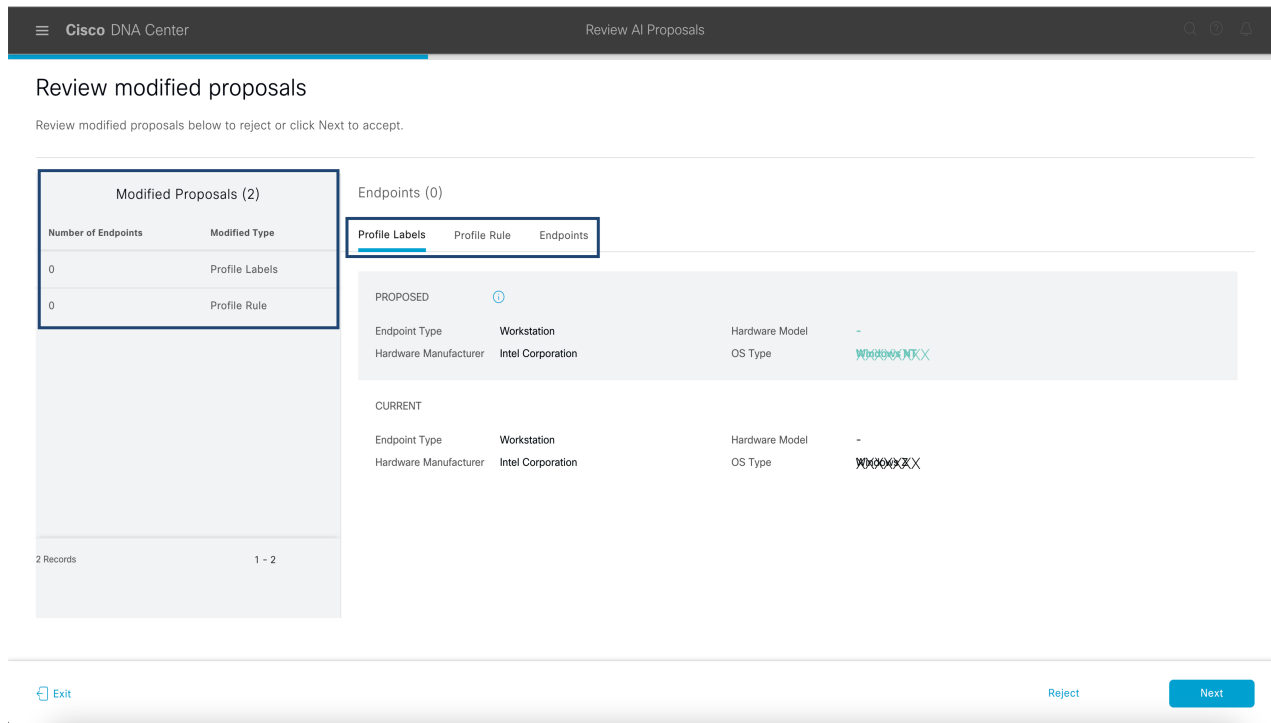 Cisco DNA Center
Review AI Proposals
Review modified proposals
Review modified proposals below to reject or click Next to accept.
Modified Proposals (2)
Number of Endpoints Modified Type
0 Profile Labels
0 Profile Rule
2 Records 1 - 2
Endpoints (0)
Profile Labels Profile Rule Endpoints
PROPOSED
Endpoint Type Workstation Hardware Model -
Hardware Manufacturer Intel Corporation OS Type
CURRENT
Endpoint Type Workstation Hardware Model -
Hardware Manufacturer Intel Corporation OS Type
Exit Reject Next